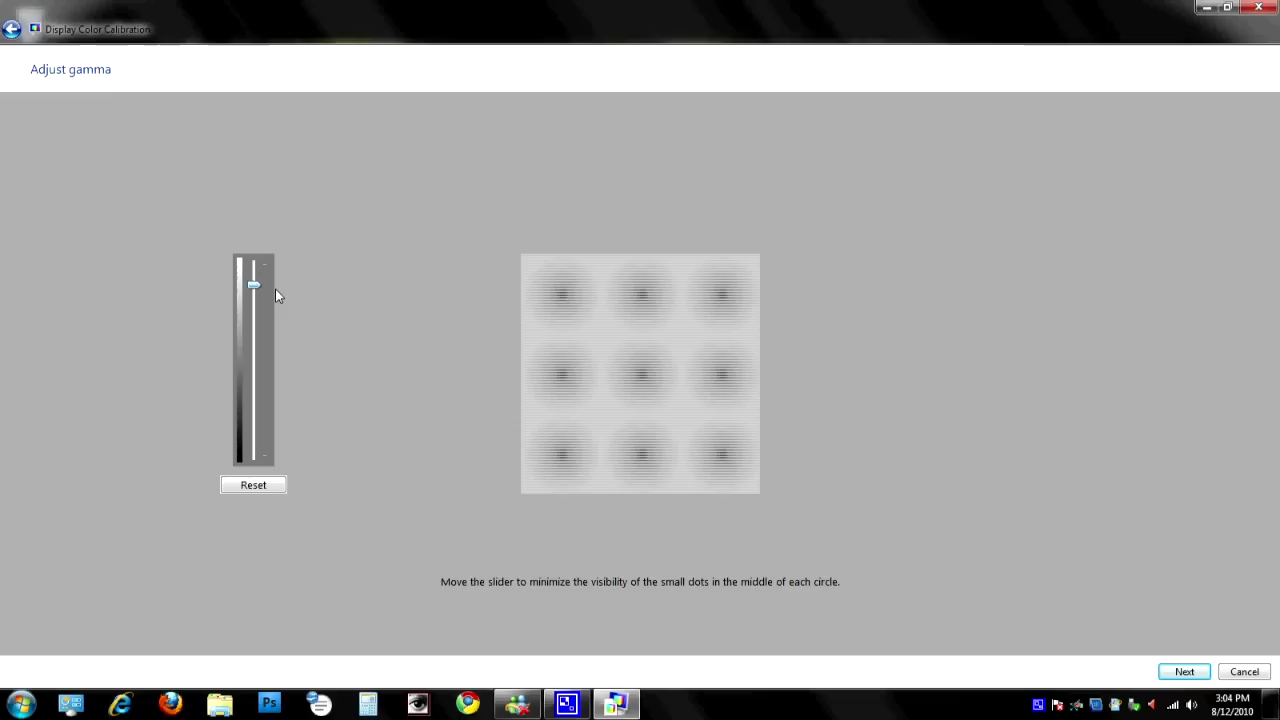 Display Color Calibration
Adjust gamma
Reset
Move the slider to minimize the visibility of the small dots in the middle of each circle.
Next
Cancel
Ps
3:04 PM
8/12/2010